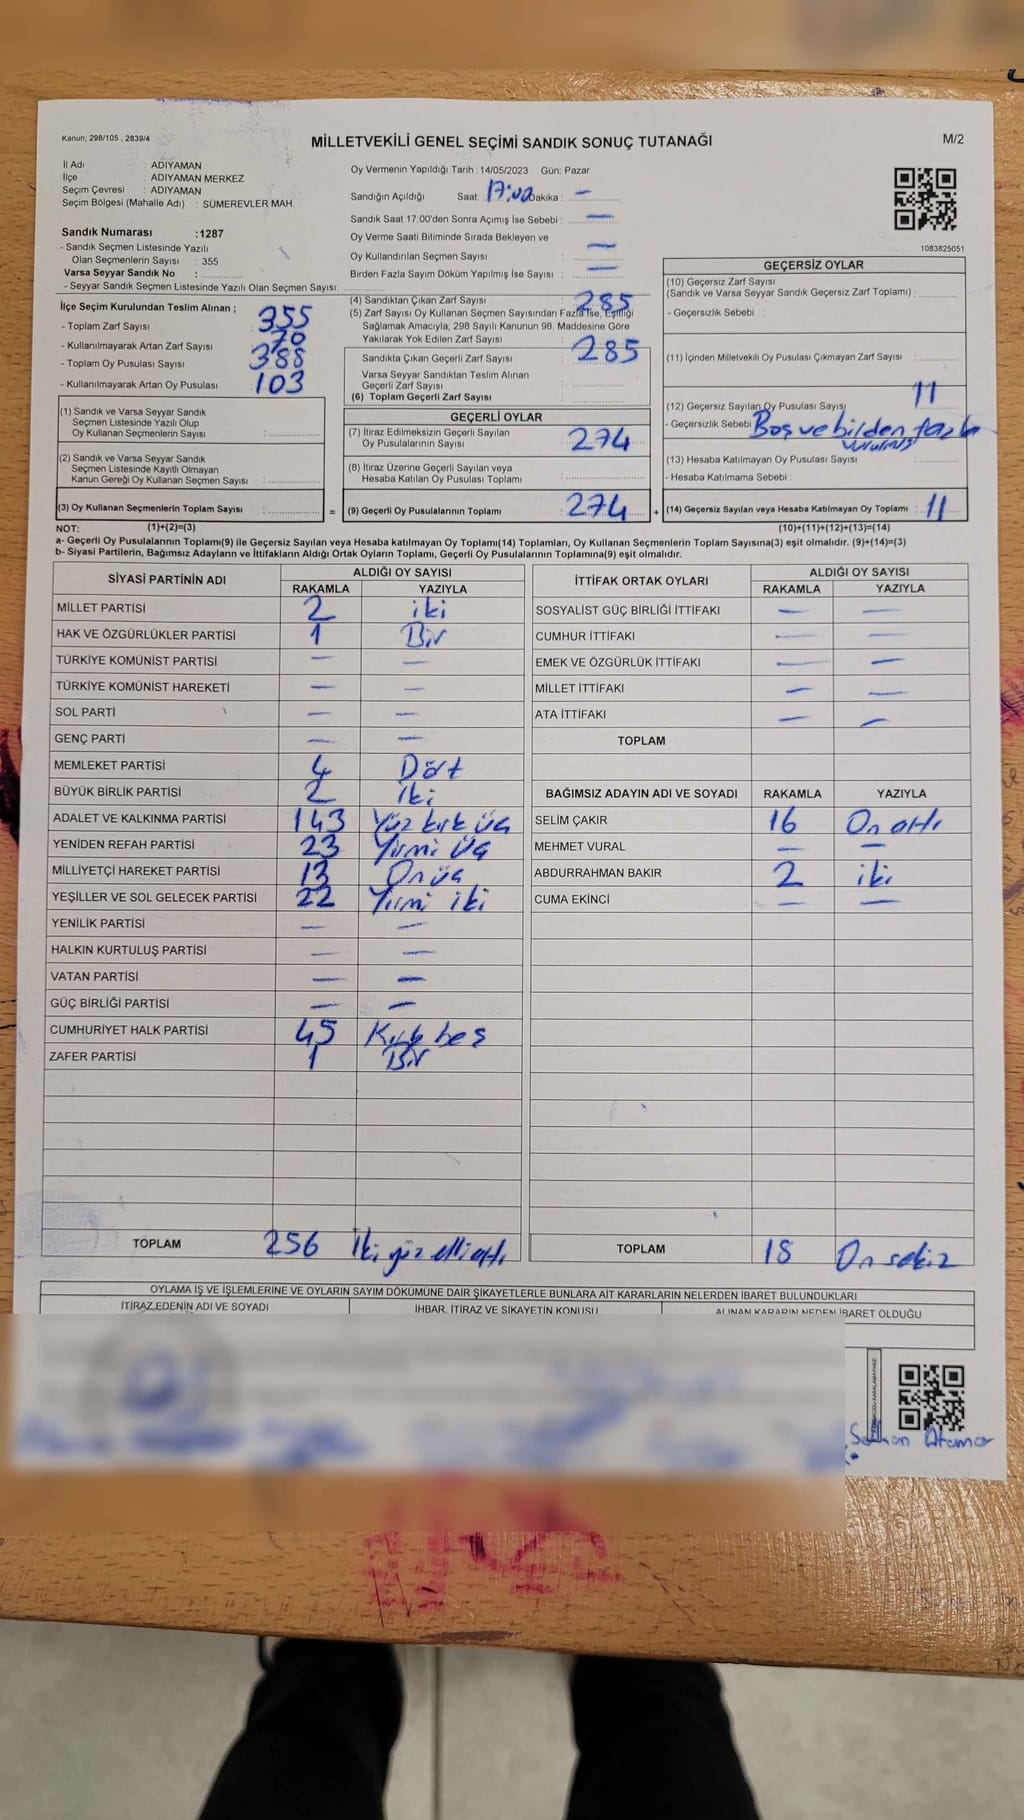 Kanun; 298/105 , 2839/4
MİLLETVEKİLİ GENEL SEÇİMİ SANDIK SONUÇ TUTANAĞI
M/2
İl Adı : ADIYAMAN
İlçe : ADIYAMAN MERKEZ
Seçim Çevresi : ADIYAMAN
Seçim Bölgesi (Mahalle Adı) : SÜMEREVLER MAH.
Sandık Numarası :1287
- Sandık Seçmen Listesinde Yazılı
Olan Seçmenlerin Sayısı : 355
Varsa Seyyar Sandık No :
- Seyyar Sandık Seçmen Listesinde Yazılı Olan Seçmen Sayısı:
Oy Vermenin Yapıldığı Tarih :14/05/2023 Gün: Pazar
Sandığın Açıldığı Saat: 17:00 Dakika : —
Sandık Saat 17:00'den Sonra Açımış İse Sebebi : —
Oy Verme Saati Bitiminde Sırada Bekleyen ve
Oy Kullandırılan Seçmen Sayısı : —
Birden Fazla Sayım Döküm Yapılmış İse Sayısı : —
1083825051
İlçe Seçim Kurulundan Teslim Alınan ;
- Toplam Zarf Sayısı 355
- Kullanılmayarak Artan Zarf Sayısı 70
- Toplam Oy Pusulası Sayısı 388
- Kullanılmayarak Artan Oy Pusulası 103
(4) Sandıktan Çıkan Zarf Sayısı : 285
(5) Zarf Sayısı Oy Kullanan Seçmen Sayısından Fazla İse, Eşitliği
Sağlamak Amacıyla; 298 Sayılı Kanunun 98. Maddesine Göre
Yakılarak Yok Edilen Zarf Sayısı :
Sandıkta Çıkan Geçerli Zarf Sayısı : 285
Varsa Seyyar Sandıktan Teslim Alınan
Geçerli Zarf Sayısı :
(6) Toplam Geçerli Zarf Sayısı :
GEÇERSİZ OYLAR
(10) Geçersiz Zarf Sayısı
(Sandık ve Varsa Seyyar Sandık Geçersiz Zarf Toplamı) :
- Geçersizlik Sebebi :
(11) İçinden Milletvekili Oy Pusulası Çıkmayan Zarf Sayısı :
(12) Geçersiz Sayılan Oy Pusulası Sayısı 11
- Geçersizlik Sebebi Boş ve birden fazla
(13) Hesaba Katılmayan Oy Pusulası Sayısı :
- Hesaba Katılmama Sebebi :
(14) Geçersiz Sayılan veya Hesaba Katılmayan Oy Toplamı : 11
(10)+(11)+(12)+(13)=(14)
(1) Sandık ve Varsa Seyyar Sandık
Seçmen Listesinde Yazılı Olup
Oy Kullanan Seçmenlerin Sayısı :
(2) Sandık ve Varsa Seyyar Sandık
Seçmen Listesinde Kayıtlı Olmayan
Kanun Gereği Oy Kullanan Seçmen Sayısı :
(3) Oy Kullanan Seçmenlerin Toplam Sayısı : =
GEÇERLİ OYLAR
(7) İtiraz Edilmeksizin Geçerli Sayılan
Oy Pusulalarının Sayısı : 274
(8) İtiraz Üzerine Geçerli Sayılan veya
Hesaba Katılan Oy Pusulası Toplamı :
(9) Geçerli Oy Pusulalarının Toplamı : 274 +
NOT: (1)+(2)=(3)
a- Geçerli Oy Pusulalarının Toplamı(9) ile Geçersiz Sayılan veya Hesaba katılmayan Oy Toplamı(14) Toplamları, Oy Kullanan Seçmenlerin Toplam Sayısına(3) eşit olmalıdır. (9)+(14)=(3)
b- Siyasi Partilerin, Bağımsız Adayların ve İttifakların Aldığı Ortak Oyların Toplamı, Geçerli Oy Pusulalarının Toplamına(9) eşit olmalıdır.
SİYASİ PARTİNİN ADI ALDIĞI OY SAYISI
RAKAMLA YAZIYLA
MİLLET PARTİSİ 2 iki
HAK VE ÖZGÜRLÜKLER PARTİSİ 1 Bir
TÜRKİYE KOMÜNİST PARTİSİ — —
TÜRKİYE KOMÜNİST HAREKETİ — —
SOL PARTİ — —
GENÇ PARTİ — —
MEMLEKET PARTİSİ 4 Dört
BÜYÜK BİRLİK PARTİSİ 2 iki
ADALET VE KALKINMA PARTİSİ 143 Yüz kırk üç
YENİDEN REFAH PARTİSİ 23 Yirmi üç
MİLLİYETÇİ HAREKET PARTİSİ 13 On üç
YEŞİLLER VE SOL GELECEK PARTİSİ 22 Yirmi iki
YENİLİK PARTİSİ — —
HALKIN KURTULUŞ PARTİSİ — —
VATAN PARTİSİ — —
GÜÇ BİRLİĞİ PARTİSİ — —
CUMHURİYET HALK PARTİSİ 45 Kırk beş
ZAFER PARTİSİ 1 Bir
TOPLAM 256 İki yüz elli altı
İTTİFAK ORTAK OYLARI ALDIĞI OY SAYISI
RAKAMLA YAZIYLA
SOSYALİST GÜÇ BİRLİĞİ İTTİFAKI — —
CUMHUR İTTİFAKI — —
EMEK VE ÖZGÜRLÜK İTTİFAKI — —
MİLLET İTTİFAKI — —
ATA İTTİFAKI — —
TOPLAM
BAĞIMSIZ ADAYIN ADI VE SOYADI RAKAMLA YAZIYLA
SELİM ÇAKIR 16 On altı
MEHMET VURAL — —
ABDURRAHMAN BAKIR 2 iki
CUMA EKİNCİ — —
TOPLAM 18 On sekiz
OYLAMA İŞ VE İŞLEMLERİNE VE OYLARIN SAYIM DÖKÜMÜNE DAİR ŞİKAYETLERLE BUNLARA AİT KARARLARIN NELERDEN İBARET BULUNDUKLARI
İTİRAZ EDENİN ADI VE SOYADI İHBAR, İTİRAZ VE ŞİKAYETİN KONUSU ALINAN KARARIN NEDEN İBARET OLDUĞU